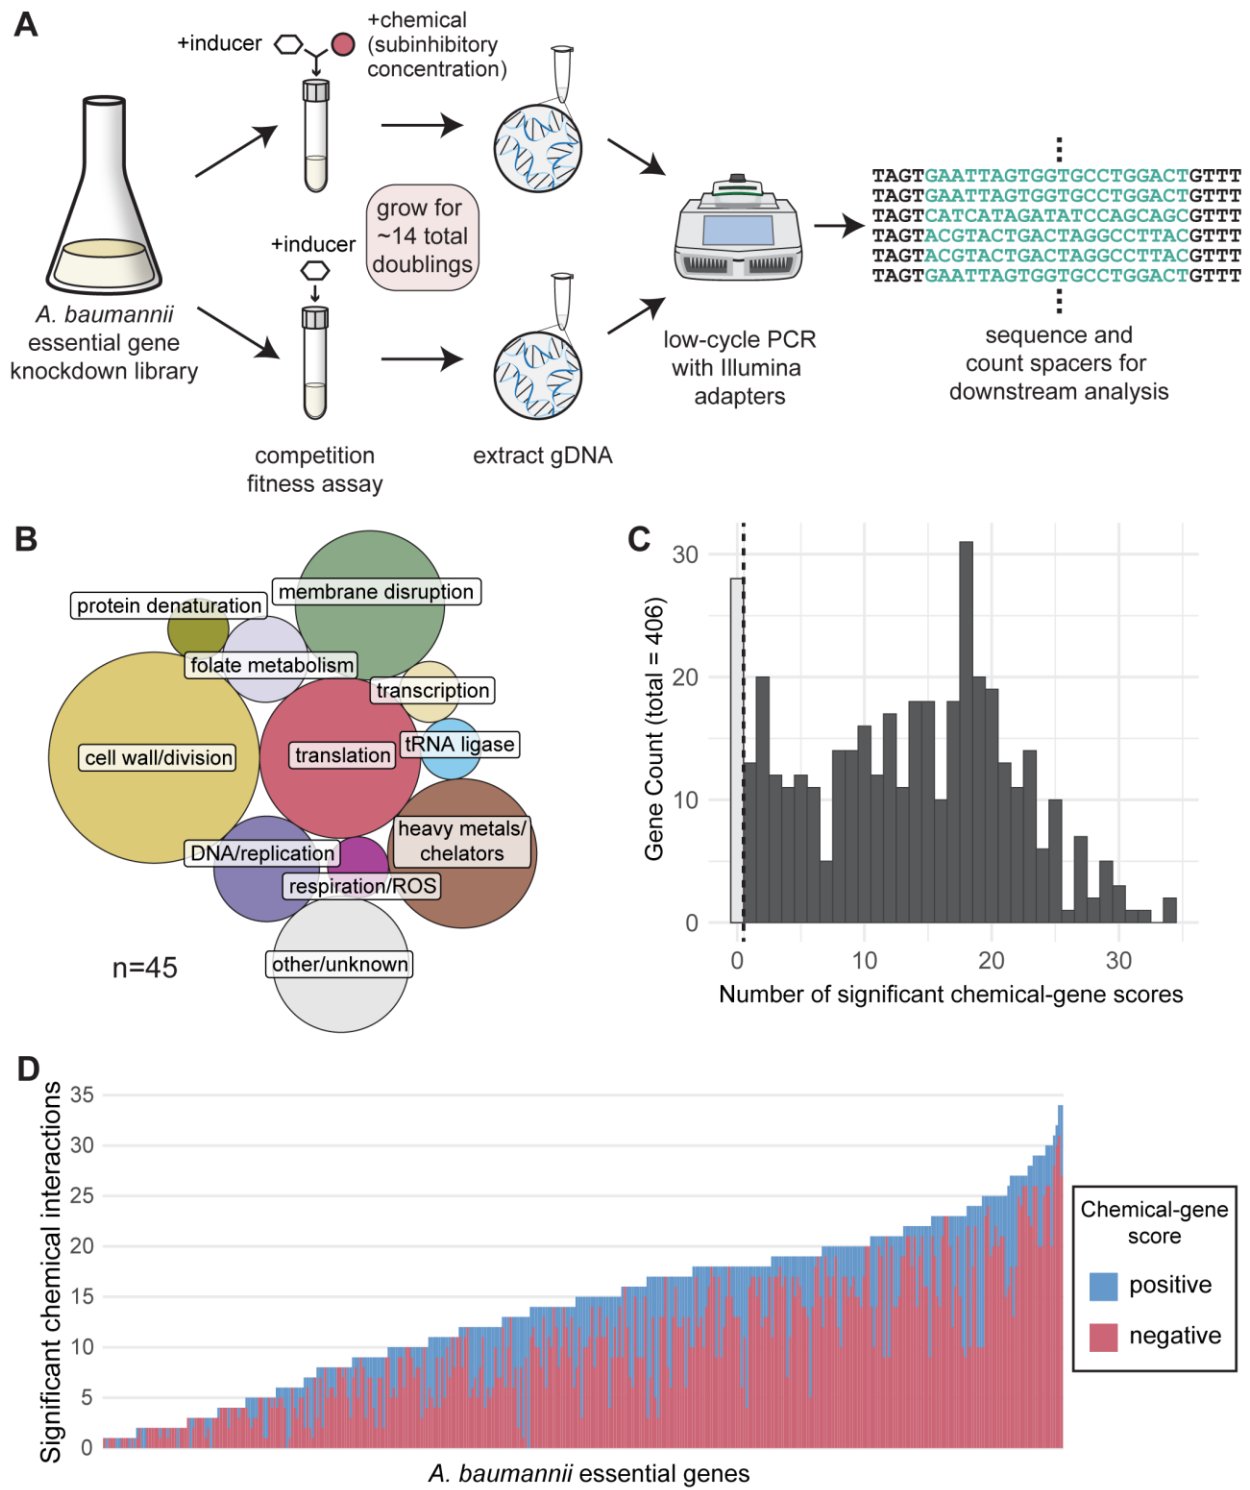 A
+inducer
+chemical
(subinhibitory
concentration)
grow for
~14 total
doublings
+inducer
A. baumannii
essential gene
knockdown library
competition
fitness assay
extract gDNA
low-cycle PCR
with Illumina
adapters
TAGTGAATTAGTGGTGCCTGGACTGTTT
TAGTGAATTAGTGGTGCCTGGACTGTTT
TAGTCATCATAGATATCCAGCAGCGTTT
TAGTACGTACTGACTAGGCCTTACGTTT
TAGTACGTACTGACTAGGCCTTACGTTT
TAGTGAATTAGTGGTGCCTGGACTGTTT
sequence and
count spacers for
downstream analysis
B
protein denaturation
membrane disruption
folate metabolism
transcription
cell wall/division
translation
tRNA ligase
DNA/replication
heavy metals/
chelators
respiration/ROS
other/unknown
n=45
C
Gene Count (total = 406)
30
20
10
0
0 10 20 30
Number of significant chemical-gene scores
D
Significant chemical interactions
35
30
25
20
15
10
5
0
A. baumannii essential genes
Chemical-gene
score
positive
negative